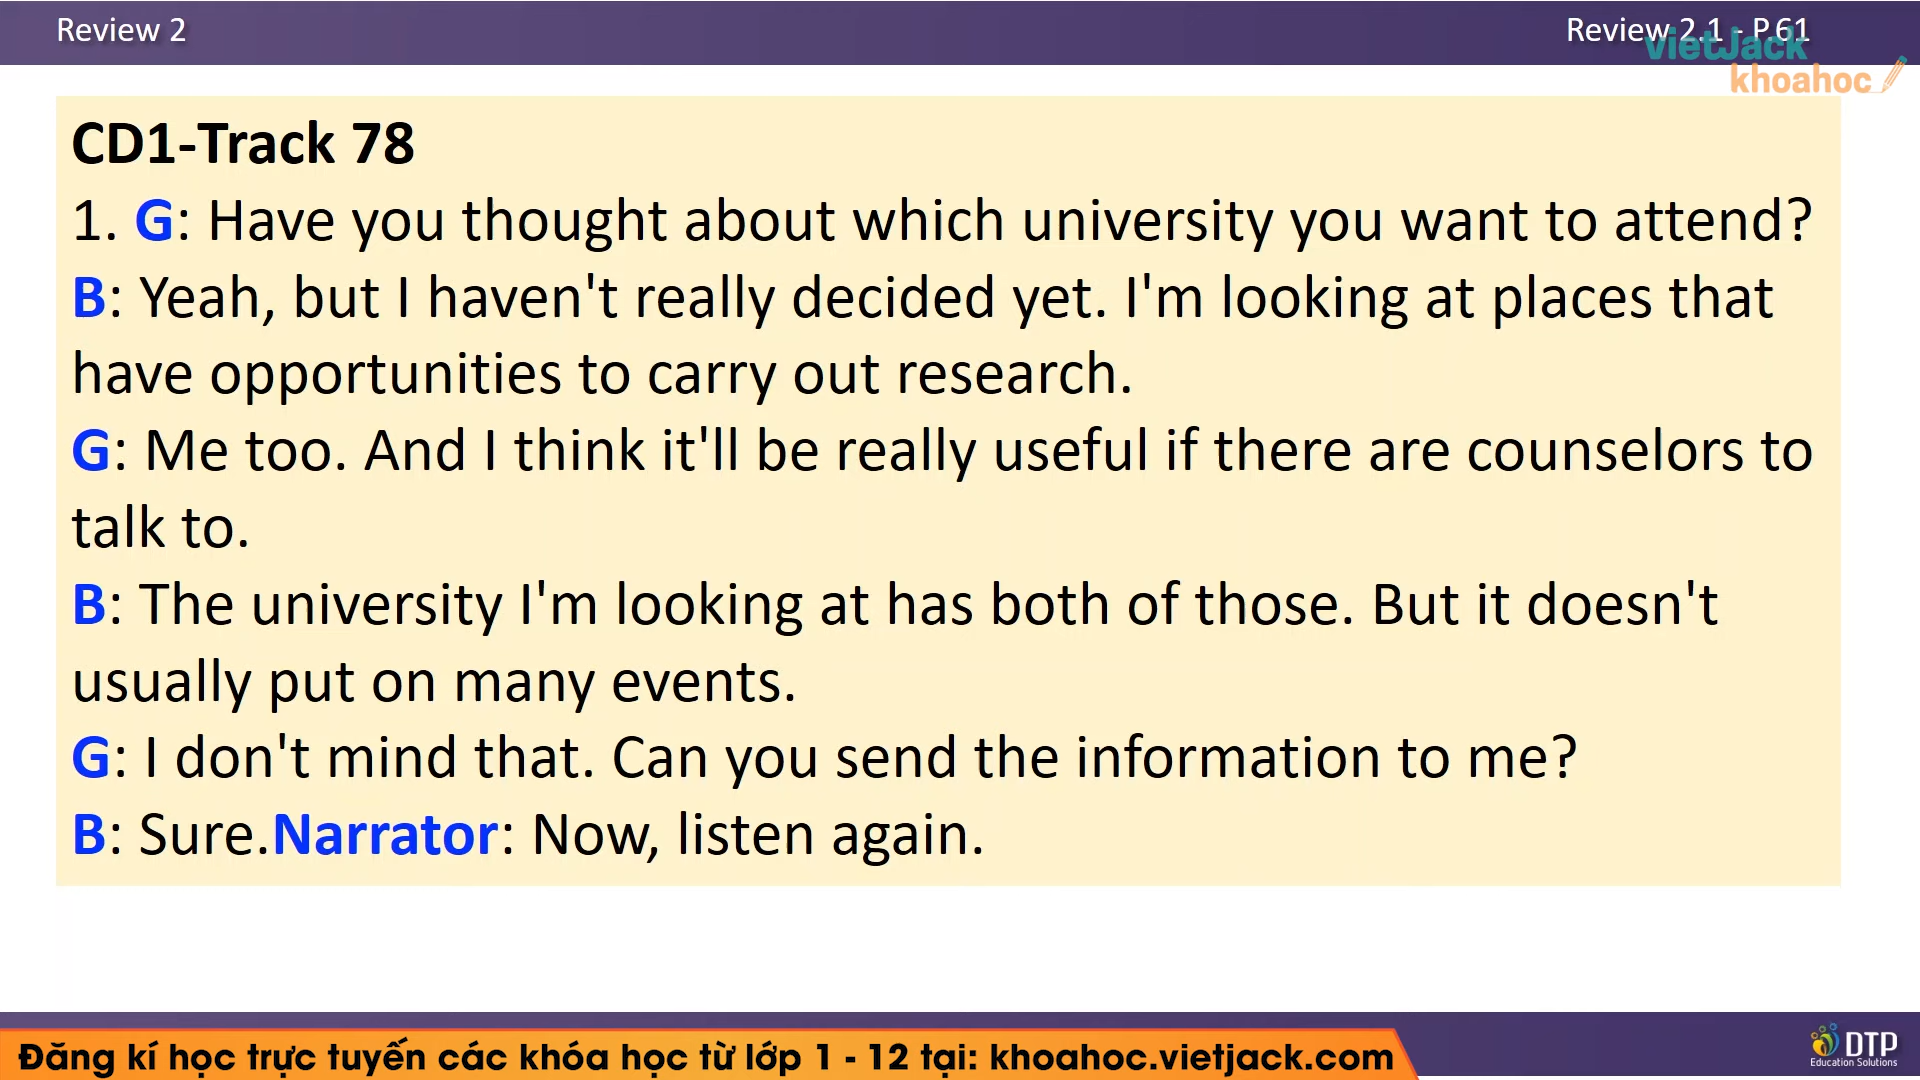 Review 2
Review 2.1 - P.61
vietJack
khoahoc
CD1-Track 78
1. G: Have you thought about which university you want to attend?
B: Yeah, but I haven't really decided yet. I'm looking at places that
have opportunities to carry out research.
G: Me too. And I think it'll be really useful if there are counselors to
talk to.
B: The university I'm looking at has both of those. But it doesn't
usually put on many events.
G: I don't mind that. Can you send the information to me?
B: Sure.Narrator: Now, listen again.
Đăng kí học trực tuyến các khóa học từ lớp 1 - 12 tại: khoahoc.vietjack.com
DTP
Education Solutions